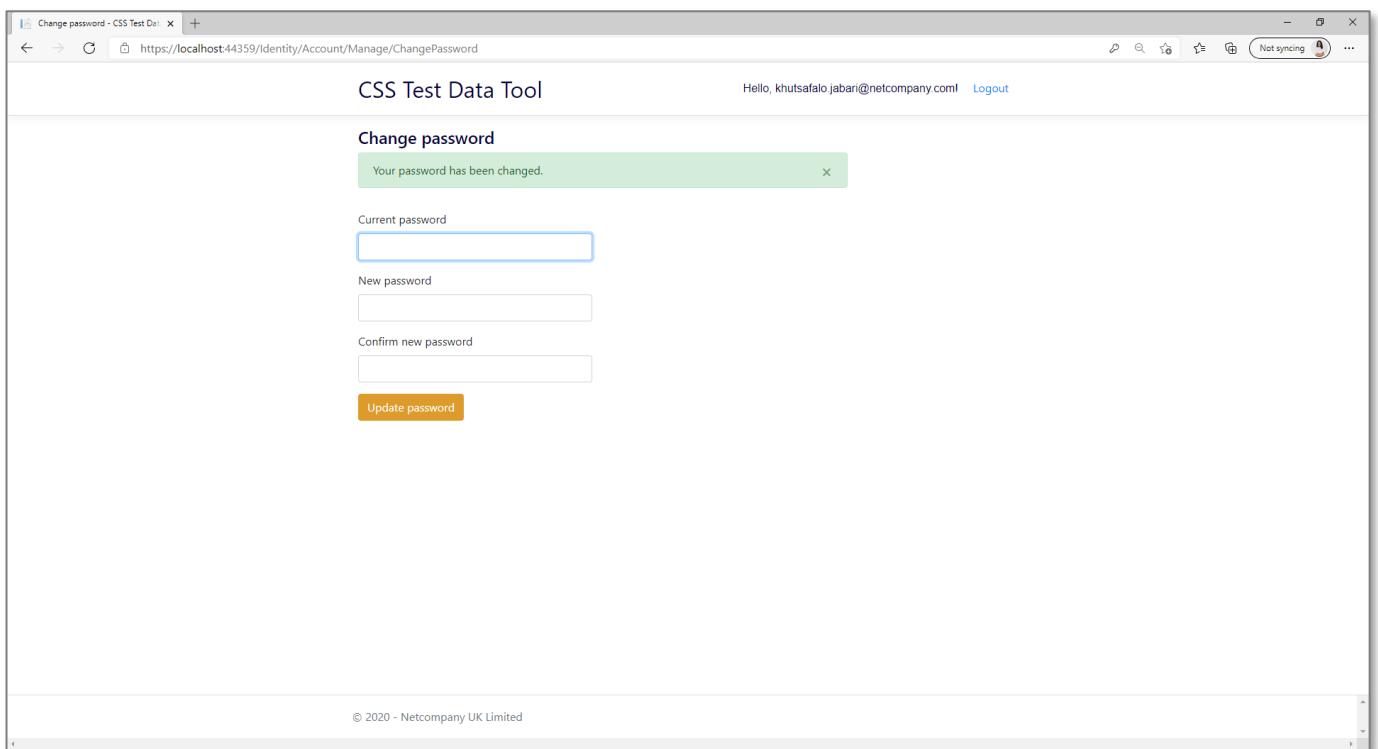 Change password - CSS Test Dat
https://localhost:44359/Identity/Account/Manage/ChangePassword
Not syncing
CSS Test Data Tool
Hello, khutsafalo.jabari@netcompany.com! Logout
Change password
Your password has been changed.
Current password
New password
Confirm new password
Update password
© 2020 - Netcompany UK Limited